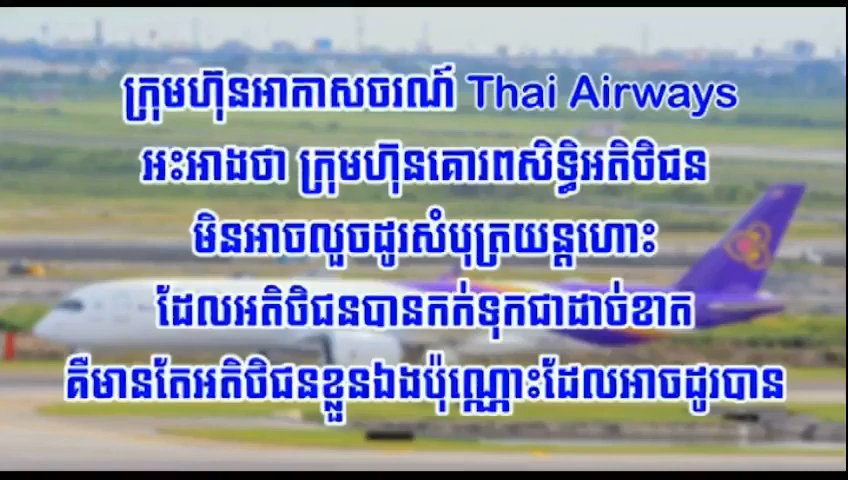 ក្រុមហ៊ុនអាកាសចរណ៍ Thai Airways
អះអាងថា ក្រុមហ៊ុនគោរពសិទ្ធិអតិថិជន
មិនអាចលួចដូរសំបុត្រយន្តហោះ
ដែលអតិថិជនបានកក់ទុកជាដាច់ខាត
គឺមានតែអតិថិជនខ្លួនឯងប៉ុណ្ណោះដែលអាចដូរបាន